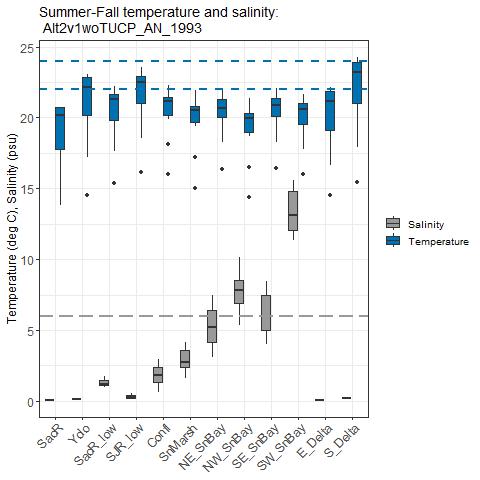 Summer-Fall temperature and salinity:
Alt2v1woTUCP_AN_1993
Temperature (deg C), Salinity (psu)
25
20
15
10
5
0
Salinity
Temperature
SacR
Yolo
SacR_low
SJR_low
Confl
SnMarsh
NE_SnBay
NW_SnBay
SE_SnBay
SW_SnBay
E_Delta
S_Delta